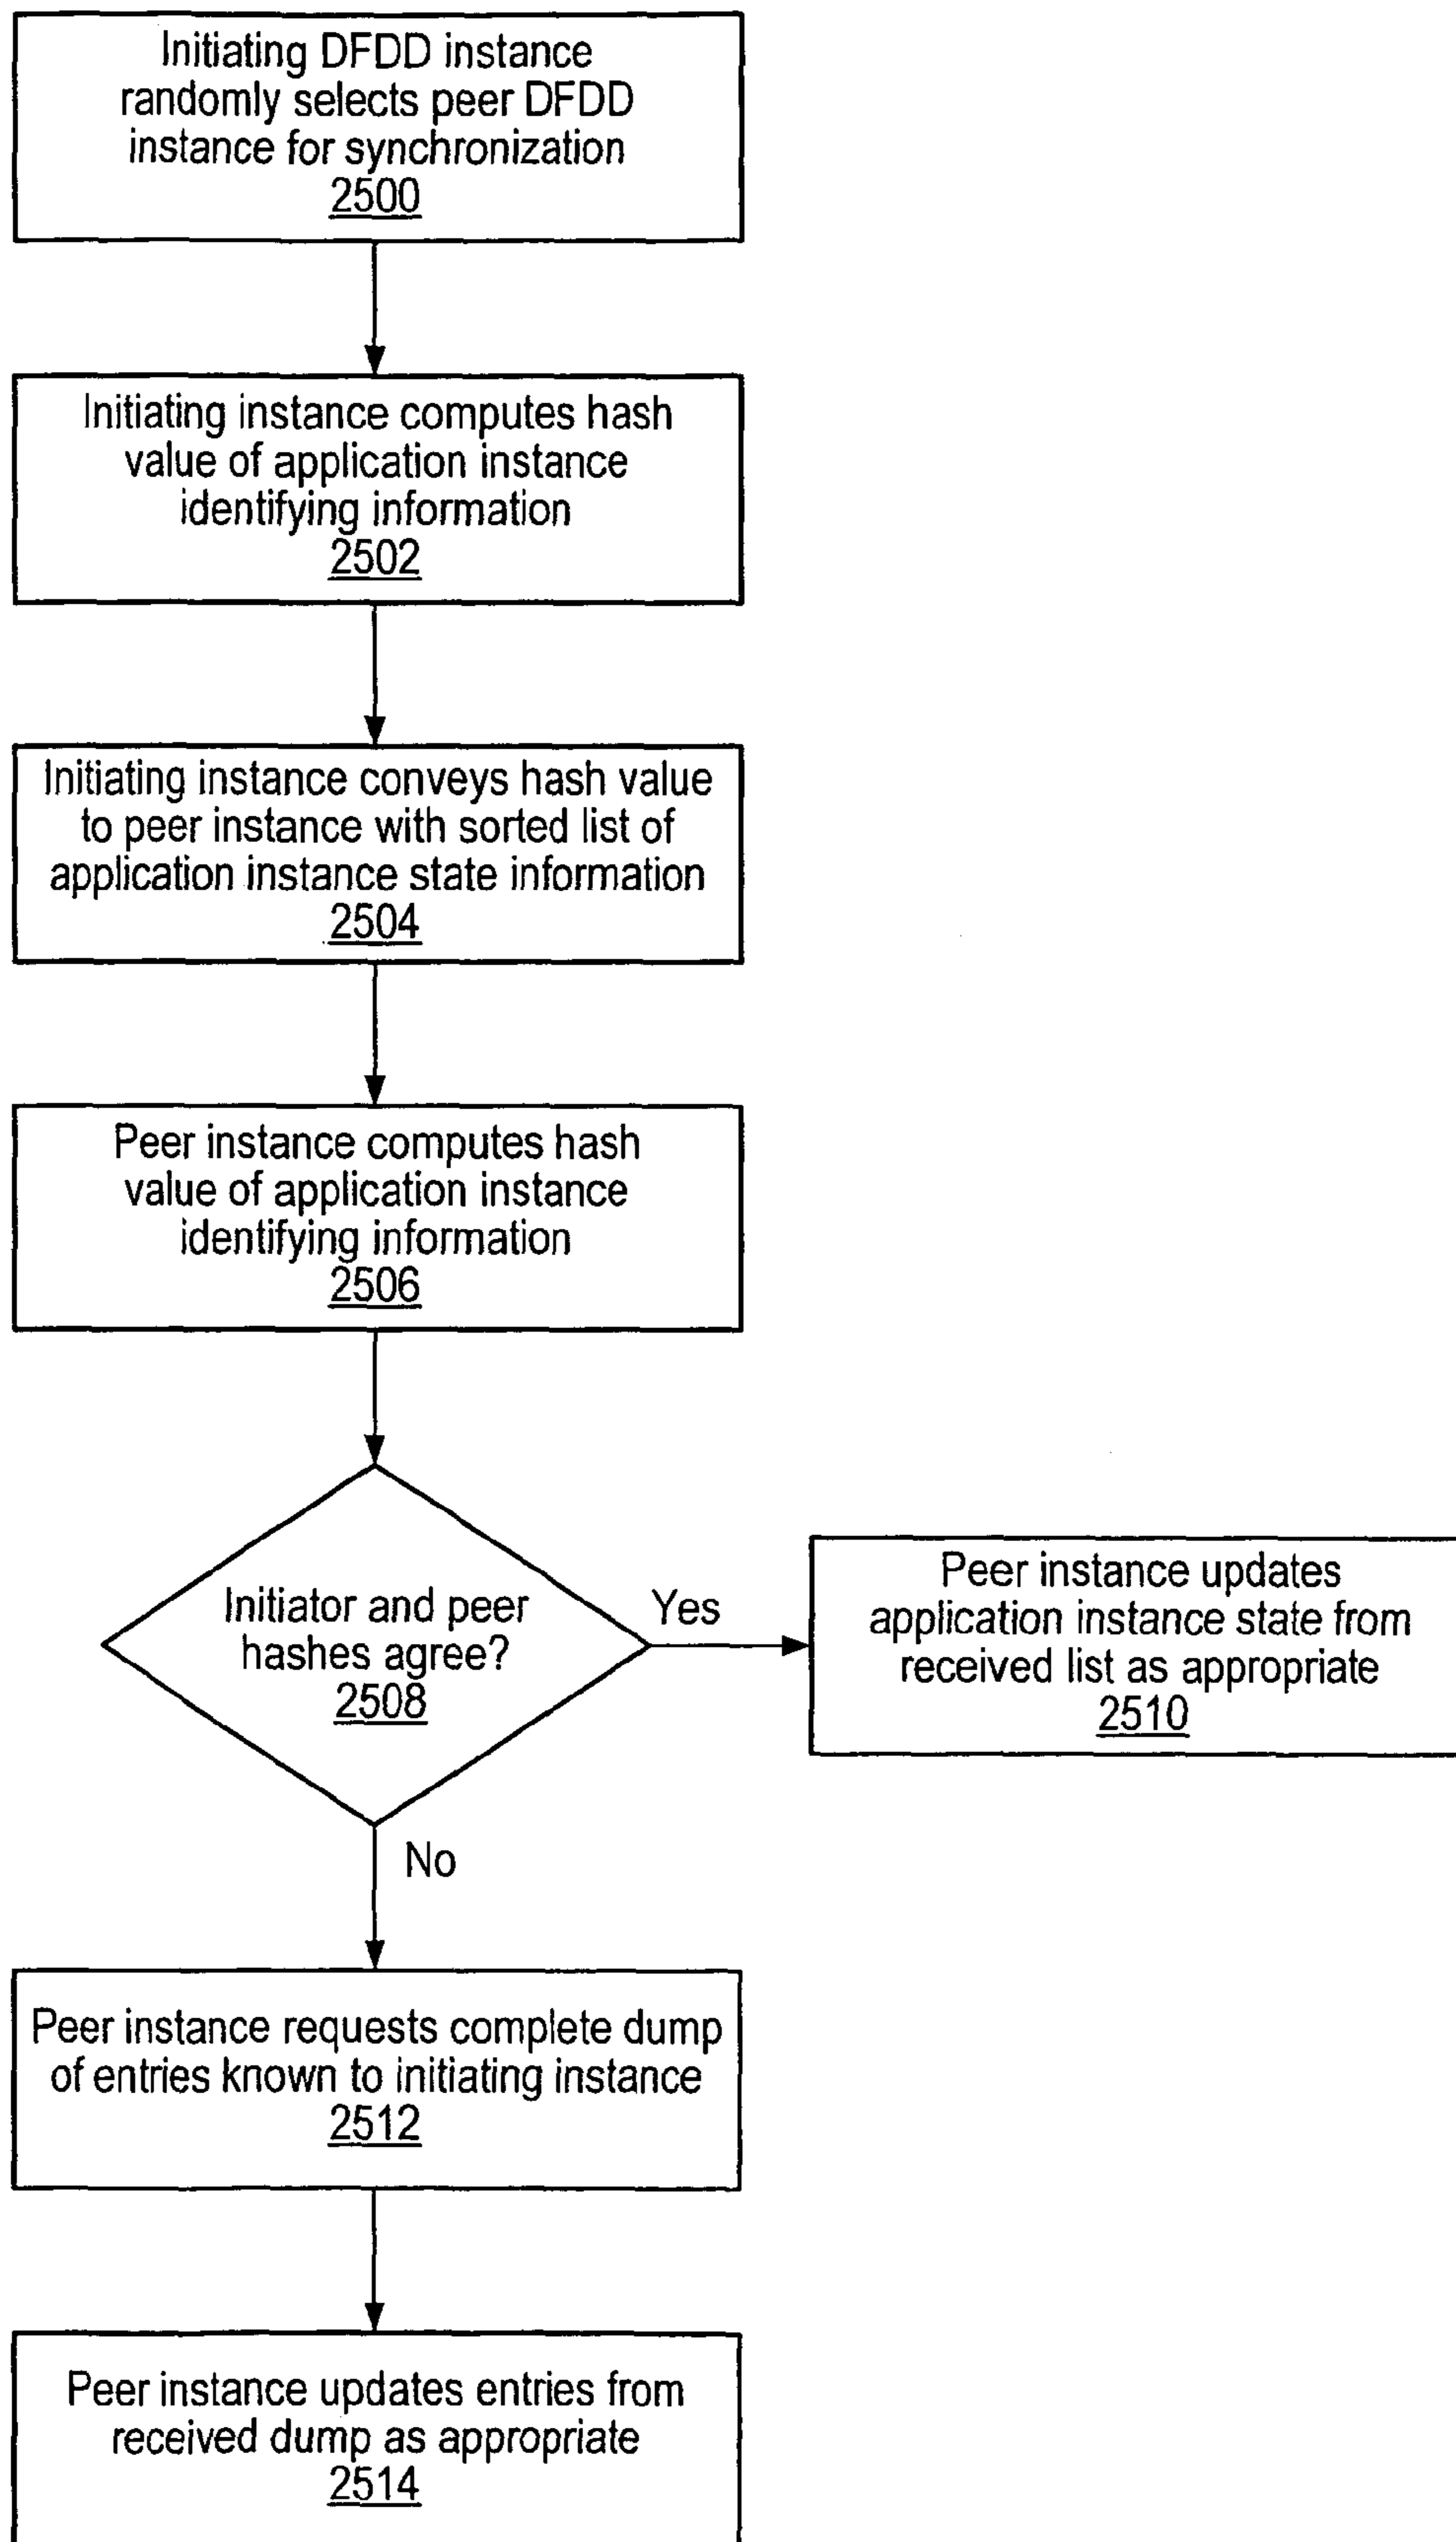 Initiating DFDD instance
randomly selects peer DFDD
instance for synchronization
2500
Initiating instance computes hash
value of application instance
identifying information
2502
Initiating instance conveys hash value
to peer instance with sorted list of
application instance state information
2504
Peer instance computes hash
value of application instance
identifying information
2506
Initiator and peer
hashes agree?
2508
Yes
Peer instance updates
application instance state from
received list as appropriate
2510
No
Peer instance requests complete dump
of entries known to initiating instance
2512
Peer instance updates entries from
received dump as appropriate
2514